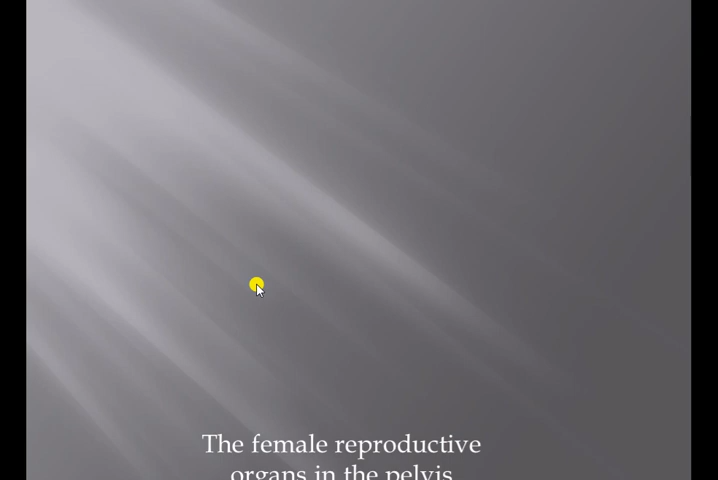 The female reproductive
organs in the pelvis